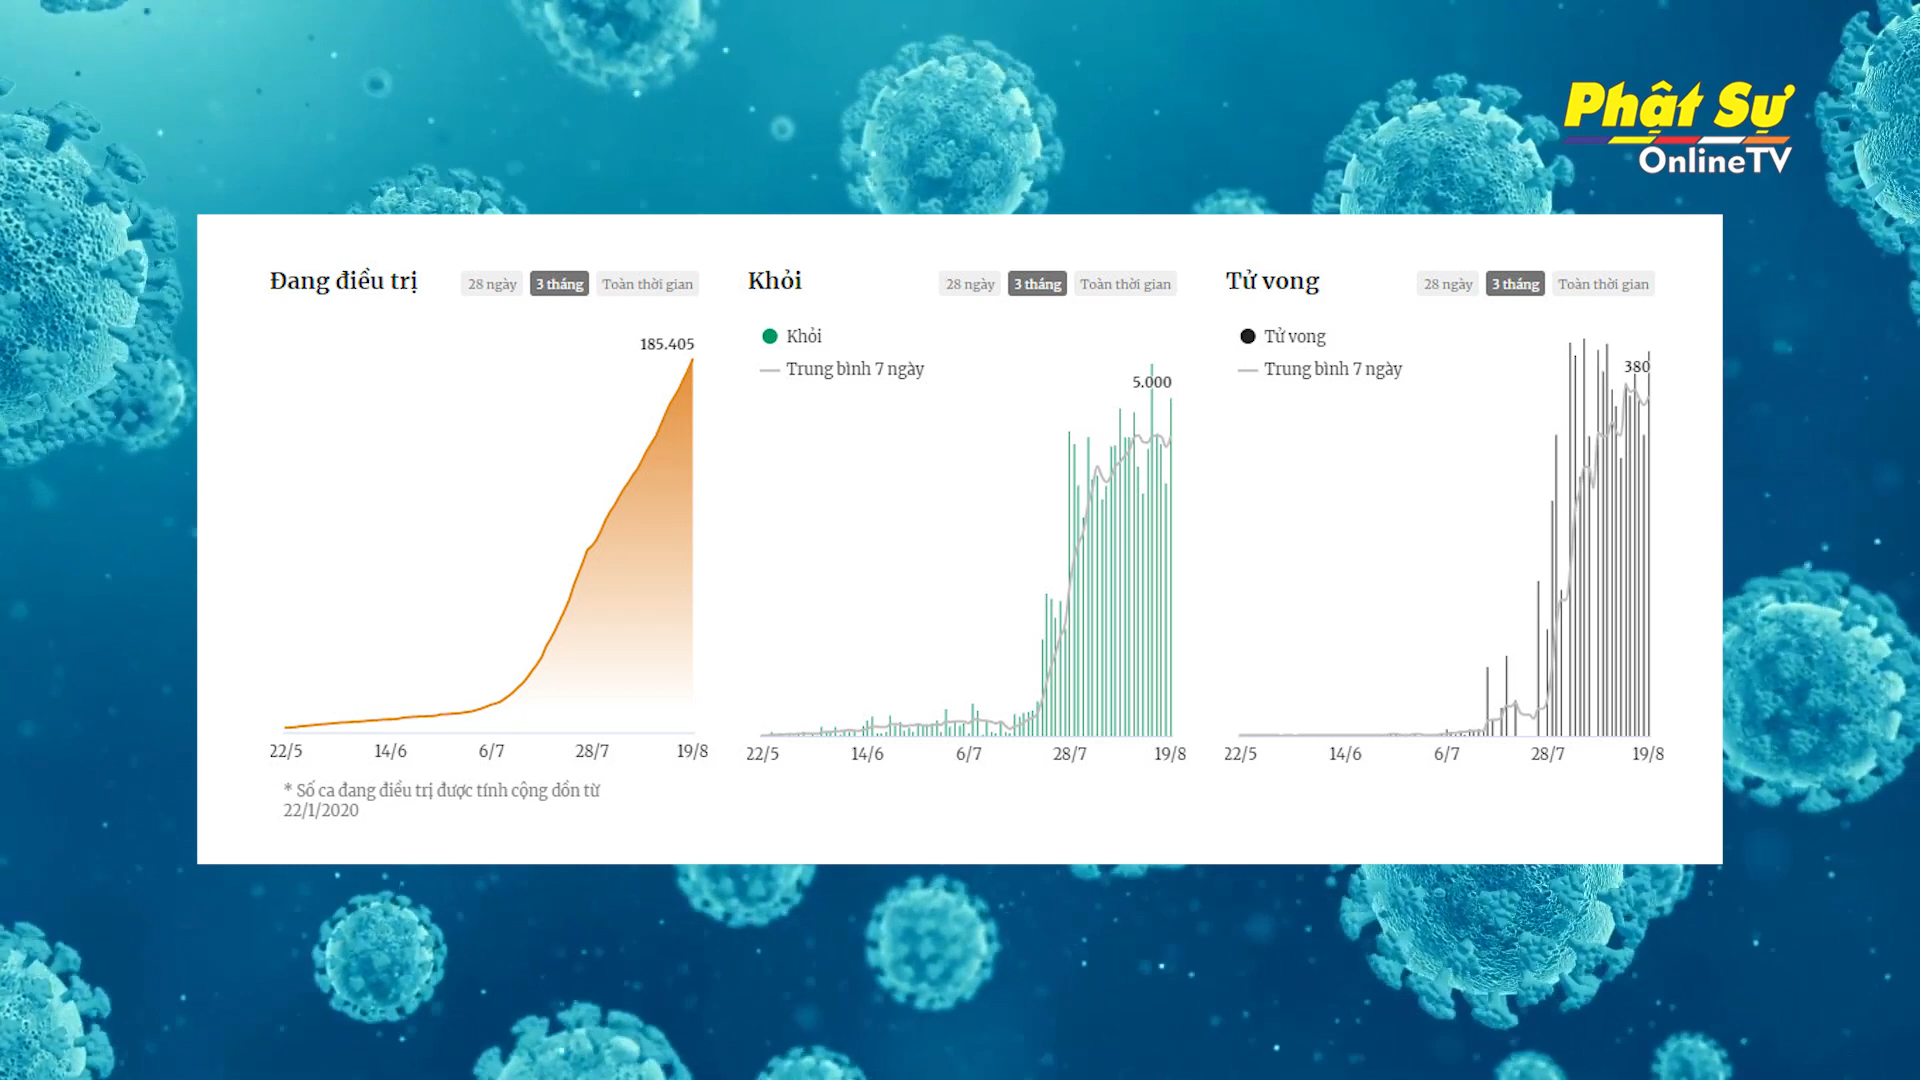 Phật Sự
OnlineTV
Đang điều trị
28 ngày
3 tháng
Toàn thời gian
185.405
22/5
14/6
6/7
28/7
19/8
* Số ca đang điều trị được tính cộng dồn từ
22/1/2020
Khỏi
28 ngày
3 tháng
Toàn thời gian
Khỏi
Trung bình 7 ngày
5.000
22/5
14/6
6/7
28/7
19/8
Tử vong
28 ngày
3 tháng
Toàn thời gian
Tử vong
Trung bình 7 ngày
380
22/5
14/6
6/7
28/7
19/8